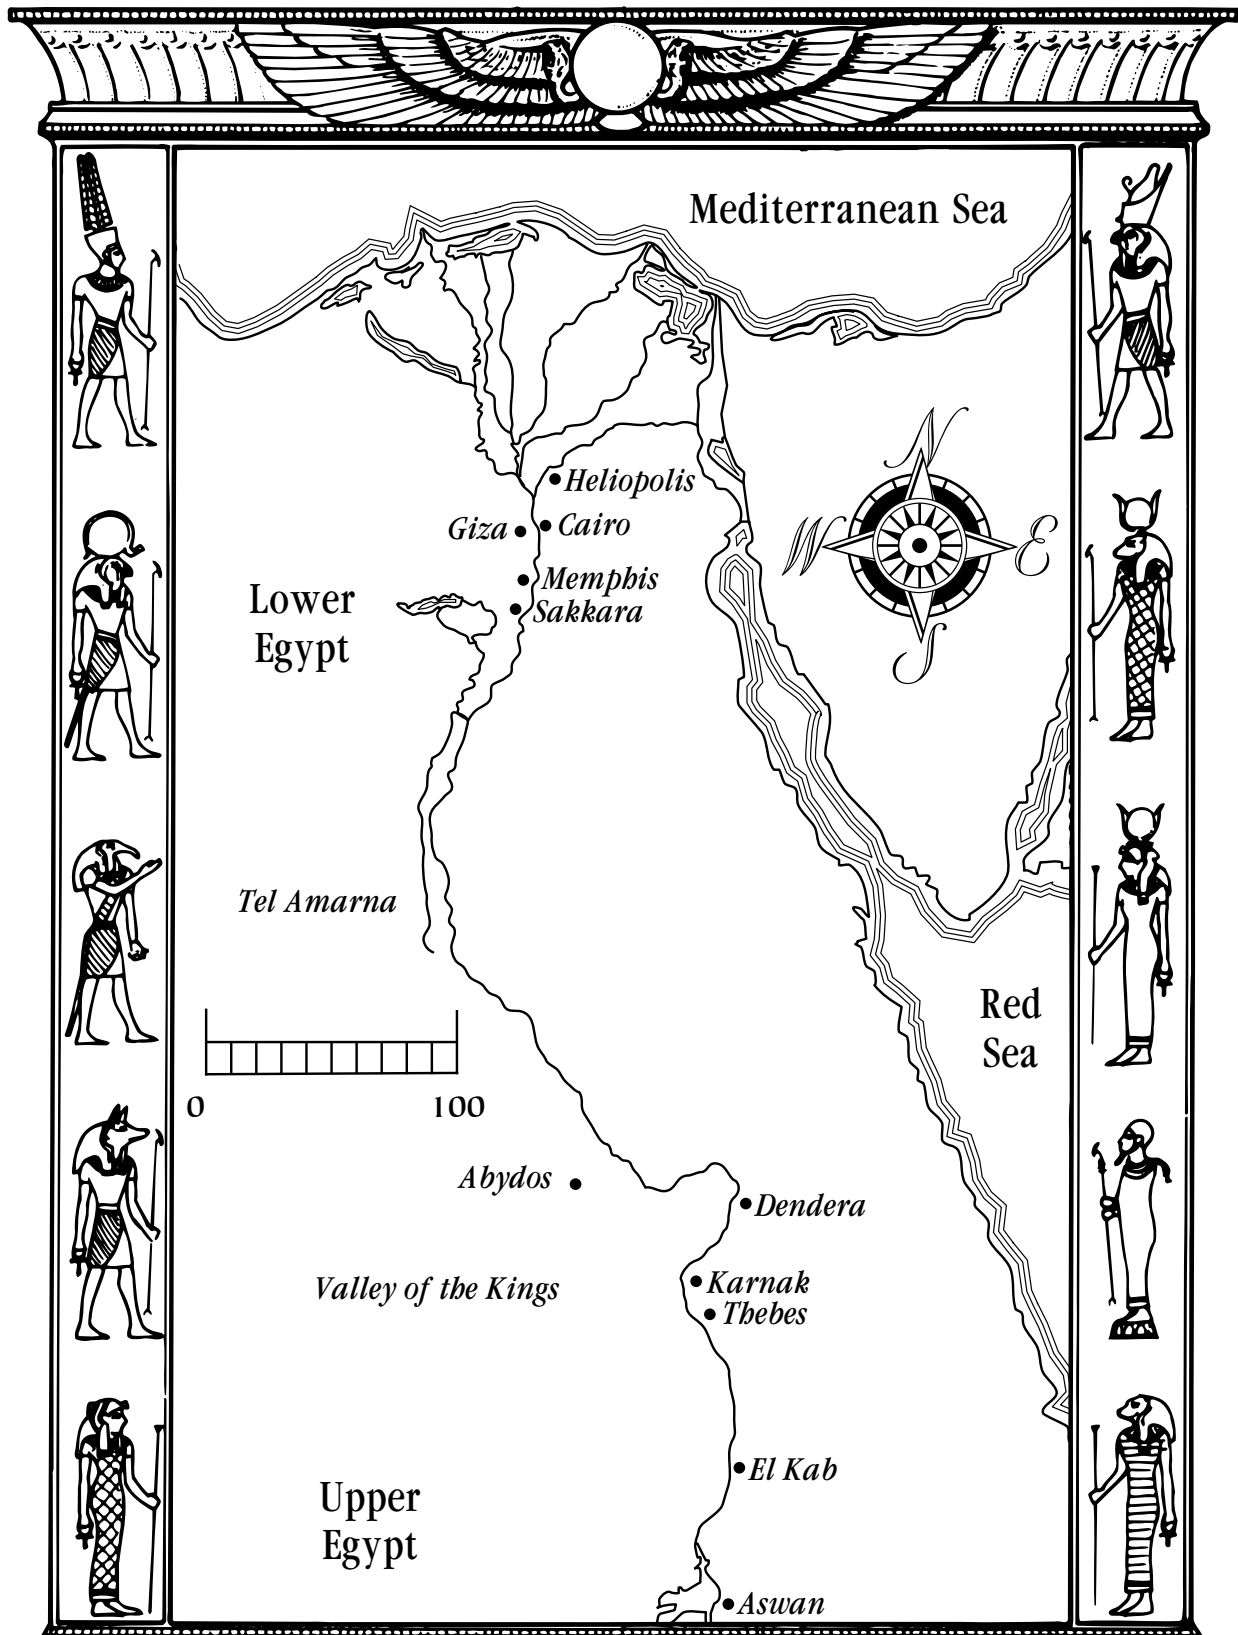 Mediterranean Sea
N
Heliopolis
Giza
Cairo
W
E
Memphis
Lower
Egypt
Sakkara
S
Tel Amarna
Red
Sea
0
100
Abydos
Dendera
Valley of the Kings
Karnak
Thebes
El Kab
Upper
Egypt
Aswan